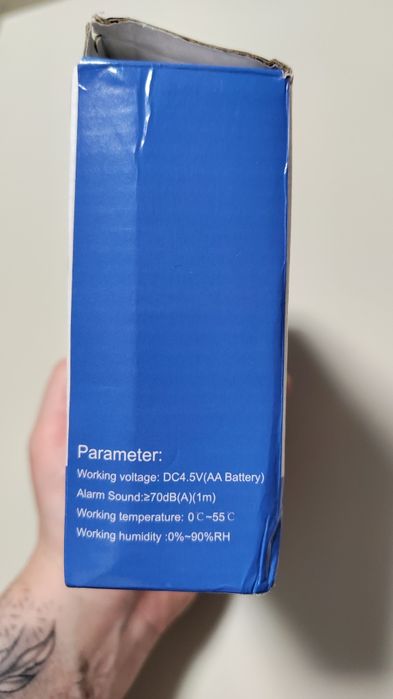 Parameter:
Working voltage: DC4.5V(AA Battery)
Alarm Sound:≥70dB(A)(1m)
Working temperature: 0℃~55℃
Working humidity :0%~90%RH